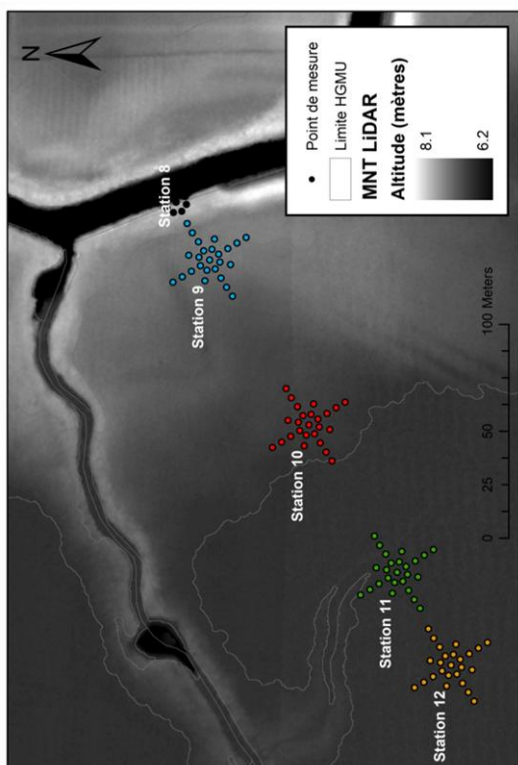 N
Station 8
Station 9
Station 10
Station 11
Station 12
Point de mesure
Limite HGMU
MNT LiDAR
Altitude (mètres)
8.1
6.2
0 25 50 100 Meters